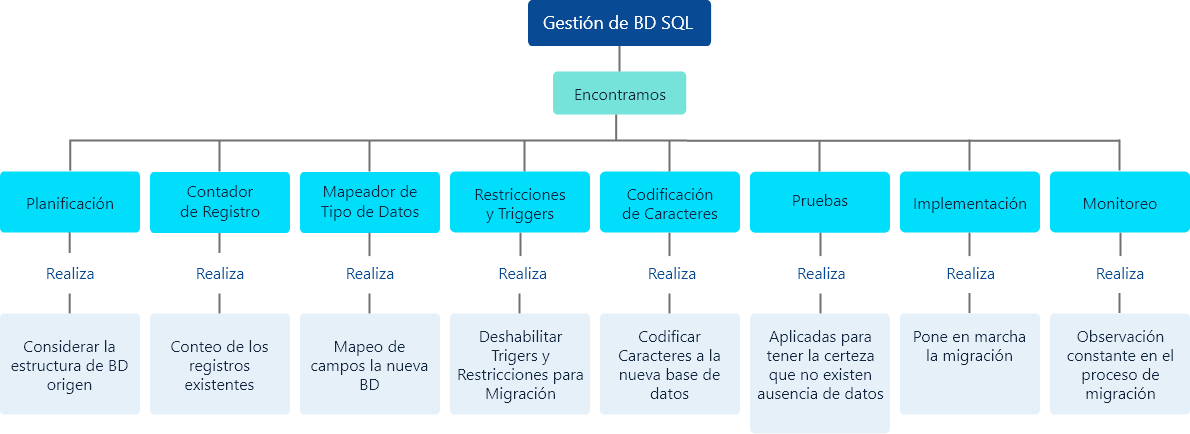 Gestión de BD SQL
Encontramos
Planificación
Contador
de Registro
Mapeador de
Tipo de Datos
Restricciones
y Triggers
Codificación
de Caracteres
Pruebas
Implementación
Monitoreo
Realiza
Realiza
Realiza
Realiza
Realiza
Realiza
Realiza
Realiza
Considerar la
estructura de BD
origen
Conteo de los
registros
existentes
Mapeo de
campos la nueva
BD
Deshabilitar
Trigers y
Restricciones para
Migración
Codificar
Caracteres a la
nueva base de
datos
Aplicadas para
tener la certeza
que no existen
ausencia de datos
Pone en marcha
la migración
Observación
constante en el
proceso de
migración